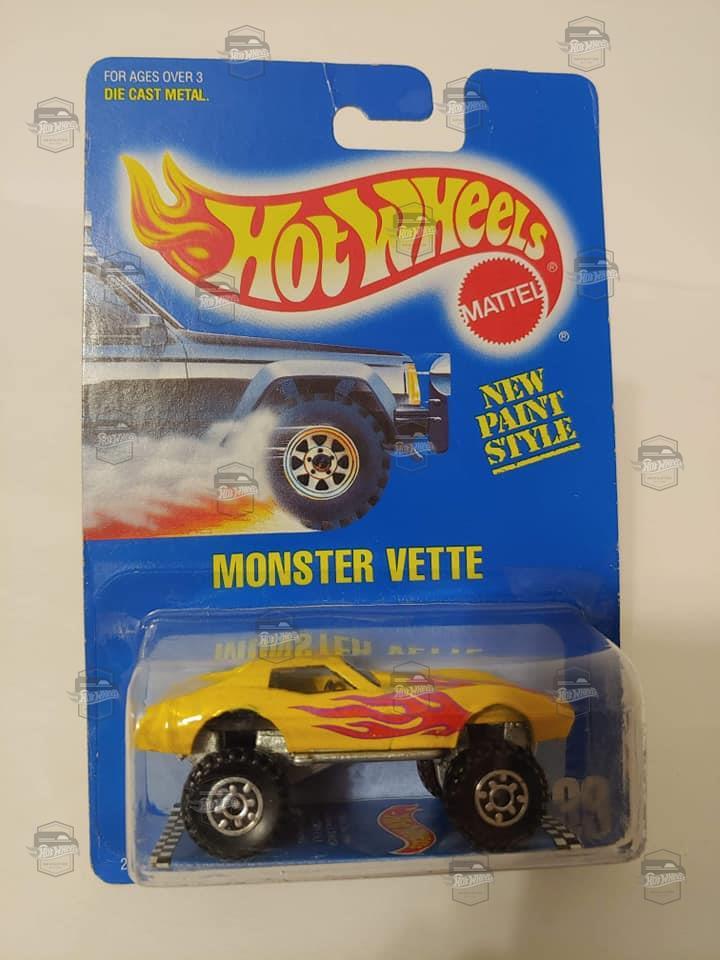 FOR AGES OVER 3
DIE CAST METAL.
HOT WHEELS ®
MATTEL ®
NEW
PAINT
STYLE
MONSTER VETTE